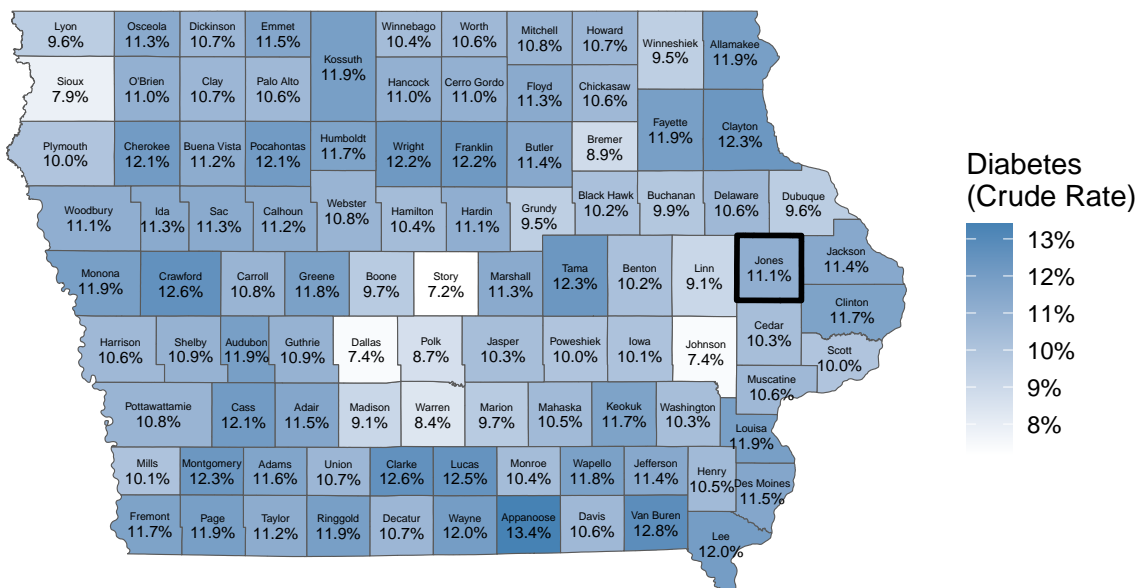 Lyon
9.6%
Osceola
11.3%
Dickinson
10.7%
Emmet
11.5%
Kossuth
11.9%
Winnebago
10.4%
Worth
10.6%
Mitchell
10.8%
Howard
10.7%
Winneshiek
9.5%
Allamakee
11.9%
Sioux
7.9%
O'Brien
11.0%
Clay
10.7%
Palo Alto
10.6%
Hancock
11.0%
Cerro Gordo
11.0%
Floyd
11.3%
Chickasaw
10.6%
Plymouth
10.0%
Cherokee
12.1%
Buena Vista
11.2%
Pocahontas
12.1%
Humboldt
11.7%
Wright
12.2%
Franklin
12.2%
Butler
11.4%
Bremer
8.9%
Fayette
11.9%
Clayton
12.3%
Woodbury
11.1%
Ida
11.3%
Sac
11.3%
Calhoun
11.2%
Webster
10.8%
Hamilton
10.4%
Hardin
11.1%
Grundy
9.5%
Black Hawk
10.2%
Buchanan
9.9%
Delaware
10.6%
Dubuque
9.6%
Monona
11.9%
Crawford
12.6%
Carroll
10.8%
Greene
11.8%
Boone
9.7%
Story
7.2%
Marshall
11.3%
Tama
12.3%
Benton
10.2%
Linn
9.1%
Jones
11.1%
Jackson
11.4%
Clinton
11.7%
Harrison
10.6%
Shelby
10.9%
Audubon
11.9%
Guthrie
10.9%
Dallas
7.4%
Polk
8.7%
Jasper
10.3%
Poweshiek
10.0%
Iowa
10.1%
Johnson
7.4%
Cedar
10.3%
Scott
10.0%
Muscatine
10.6%
Pottawattamie
10.8%
Cass
12.1%
Adair
11.5%
Madison
9.1%
Warren
8.4%
Marion
9.7%
Mahaska
10.5%
Keokuk
11.7%
Washington
10.3%
Louisa
11.9%
Mills
10.1%
Montgomery
12.3%
Adams
11.6%
Union
10.7%
Clarke
12.6%
Lucas
12.5%
Monroe
10.4%
Wapello
11.8%
Jefferson
11.4%
Henry
10.5%
Des Moines
11.5%
Fremont
11.7%
Page
11.9%
Taylor
11.2%
Ringgold
11.9%
Decatur
10.7%
Wayne
12.0%
Appanoose
13.4%
Davis
10.6%
Van Buren
12.8%
Lee
12.0%
Diabetes
(Crude Rate)
13%
12%
11%
10%
9%
8%